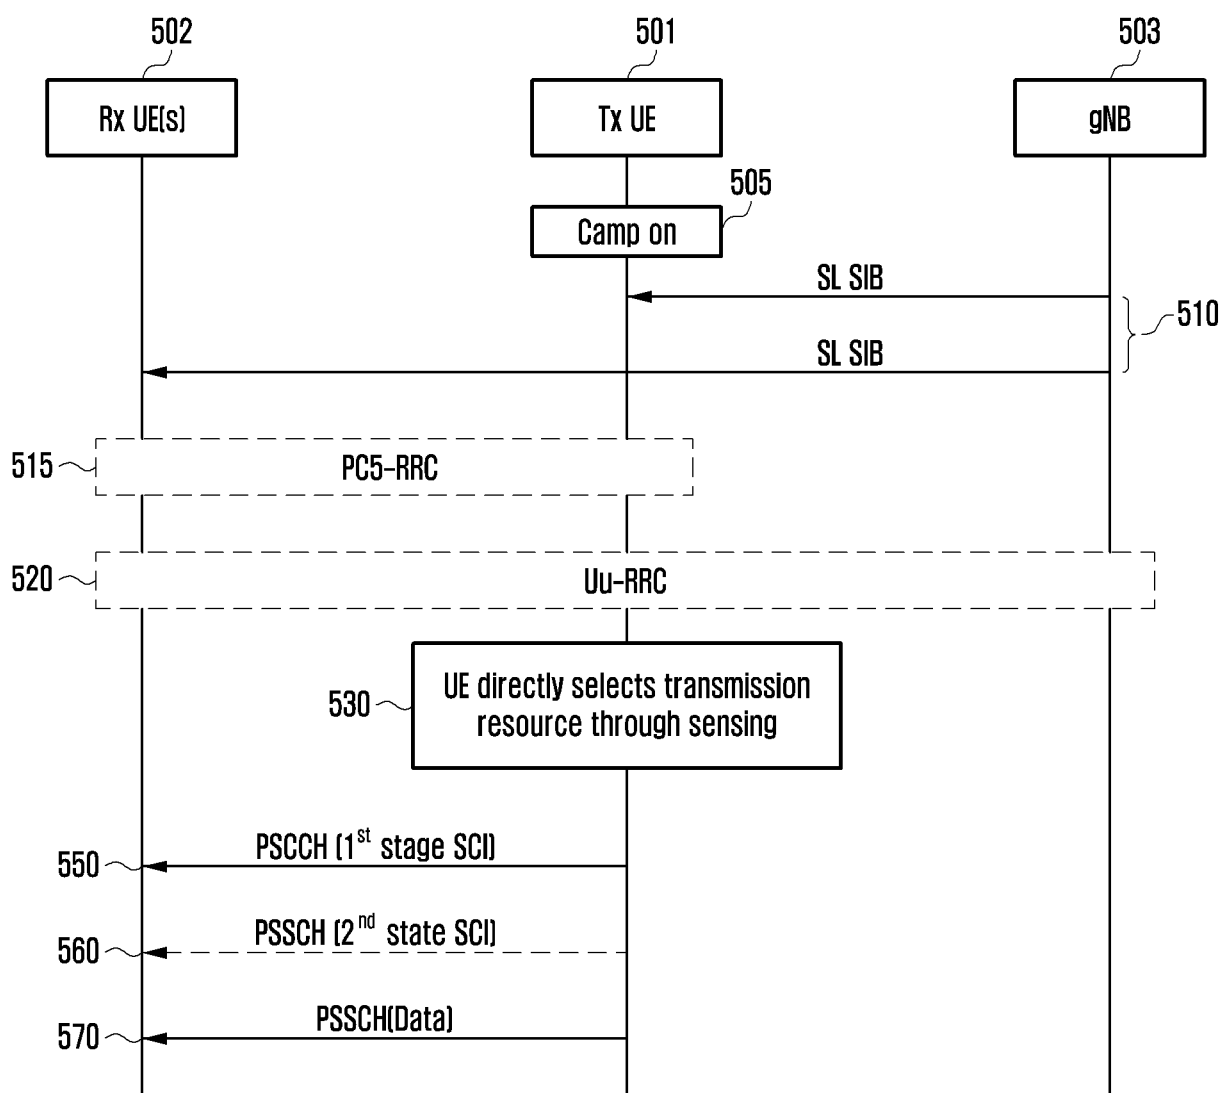 502
501
503
Rx UE(s)
Tx UE
gNB
505
Camp on
SL SIB
510
SL SIB
515
PC5-RRC
520
Uu-RRC
530
UE directly selects transmission
resource through sensing
PSCCH (1st stage SCI)
550
PSSCH (2nd state SCI)
560
PSSCH(Data)
570